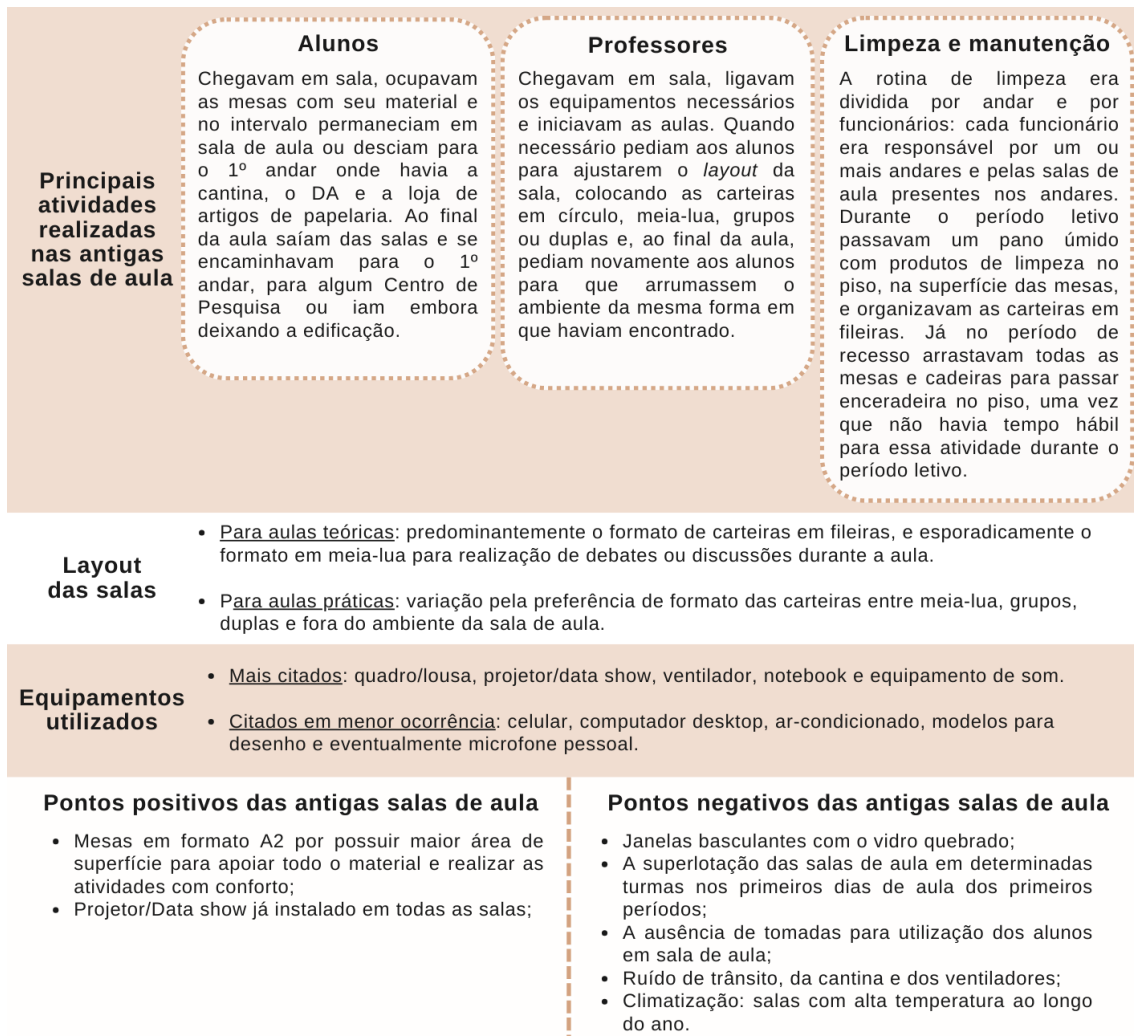 Principais
atividades
realizadas
nas antigas
salas de aula
Alunos
Chegavam em sala, ocupavam
as mesas com seu material e
no intervalo permaneciam em
sala de aula ou desciam para
o 1º andar onde havia a
cantina, o DA e a loja de
artigos de papelaria. Ao final
da aula saíam das salas e se
encaminhavam para o 1º
andar, para algum Centro de
Pesquisa ou iam embora
deixando a edificação.
Professores
Chegavam em sala, ligavam
os equipamentos necessários
e iniciavam as aulas. Quando
necessário pediam aos alunos
para ajustarem o layout da
sala, colocando as carteiras
em círculo, meia-lua, grupos
ou duplas e, ao final da aula,
pediam novamente aos alunos
para que arrumassem o
ambiente da mesma forma em
que haviam encontrado.
Limpeza e manutenção
A rotina de limpeza era
dividida por andar e por
funcionários: cada funcionário
era responsável por um ou
mais andares e pelas salas de
aula presentes nos andares.
Durante o período letivo
passavam um pano úmido
com produtos de limpeza no
piso, na superfície das mesas,
e organizavam as carteiras em
fileiras. Já no período de
recesso arrastavam todas as
mesas e cadeiras para passar
enceradeira no piso, uma vez
que não havia tempo hábil
para essa atividade durante o
período letivo.
Layout
das salas
• Para aulas teóricas: predominantemente o formato de carteiras em fileiras, e esporadicamente o
formato em meia-lua para realização de debates ou discussões durante a aula.
• Para aulas práticas: variação pela preferência de formato das carteiras entre meia-lua, grupos,
duplas e fora do ambiente da sala de aula.
Equipamentos
utilizados
• Mais citados: quadro/lousa, projetor/data show, ventilador, notebook e equipamento de som.
• Citados em menor ocorrência: celular, computador desktop, ar-condicionado, modelos para
desenho e eventualmente microfone pessoal.
Pontos positivos das antigas salas de aula
• Mesas em formato A2 por possuir maior área de
superfície para apoiar todo o material e realizar as
atividades com conforto;
• Projetor/Data show já instalado em todas as salas;
Pontos negativos das antigas salas de aula
• Janelas basculantes com o vidro quebrado;
• A superlotação das salas de aula em determinadas
turmas nos primeiros dias de aula dos primeiros
períodos;
• A ausência de tomadas para utilização dos alunos
em sala de aula;
• Ruído de trânsito, da cantina e dos ventiladores;
• Climatização: salas com alta temperatura ao longo
do ano.